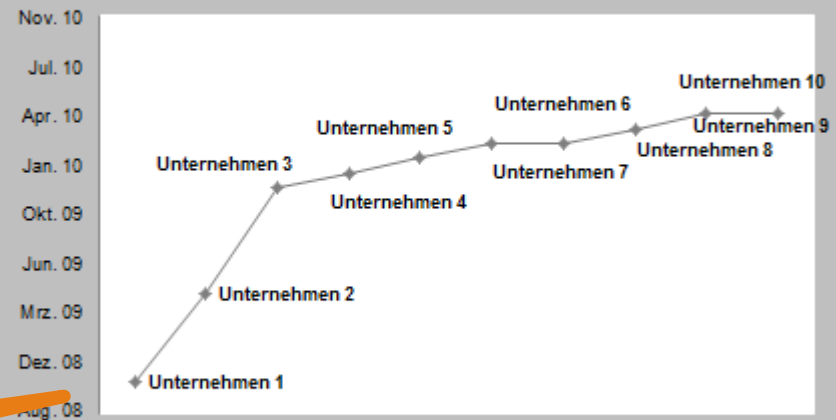 Nov. 10
Jul. 10
Apr. 10
Jan. 10
Okt. 09
Jun. 09
Mrz. 09
Dez. 08
Aug. 08
Unternehmen 10
Unternehmen 6
Unternehmen 9
Unternehmen 5
Unternehmen 8
Unternehmen 3
Unternehmen 7
Unternehmen 4
Unternehmen 2
Unternehmen 1